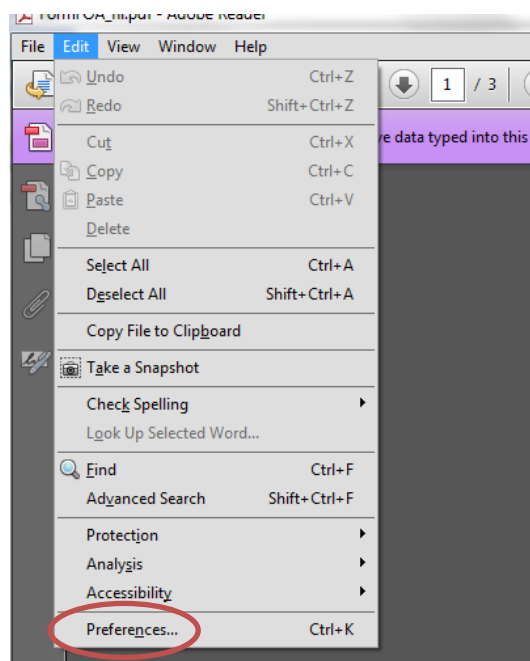 - Adobe Reader
File Edit View Window Help
Undo Ctrl+Z
Redo Shift+Ctrl+Z
1 / 3
Cut Ctrl+X
Copy Ctrl+C
Paste Ctrl+V
Delete
data typed into this
Select All Ctrl+A
Deselect All Shift+Ctrl+A
Copy File to Clipboard
Take a Snapshot
Check Spelling
Look Up Selected Word...
Find Ctrl+F
Advanced Search Shift+Ctrl+F
Protection
Analysis
Accessibility
Preferences... Ctrl+K